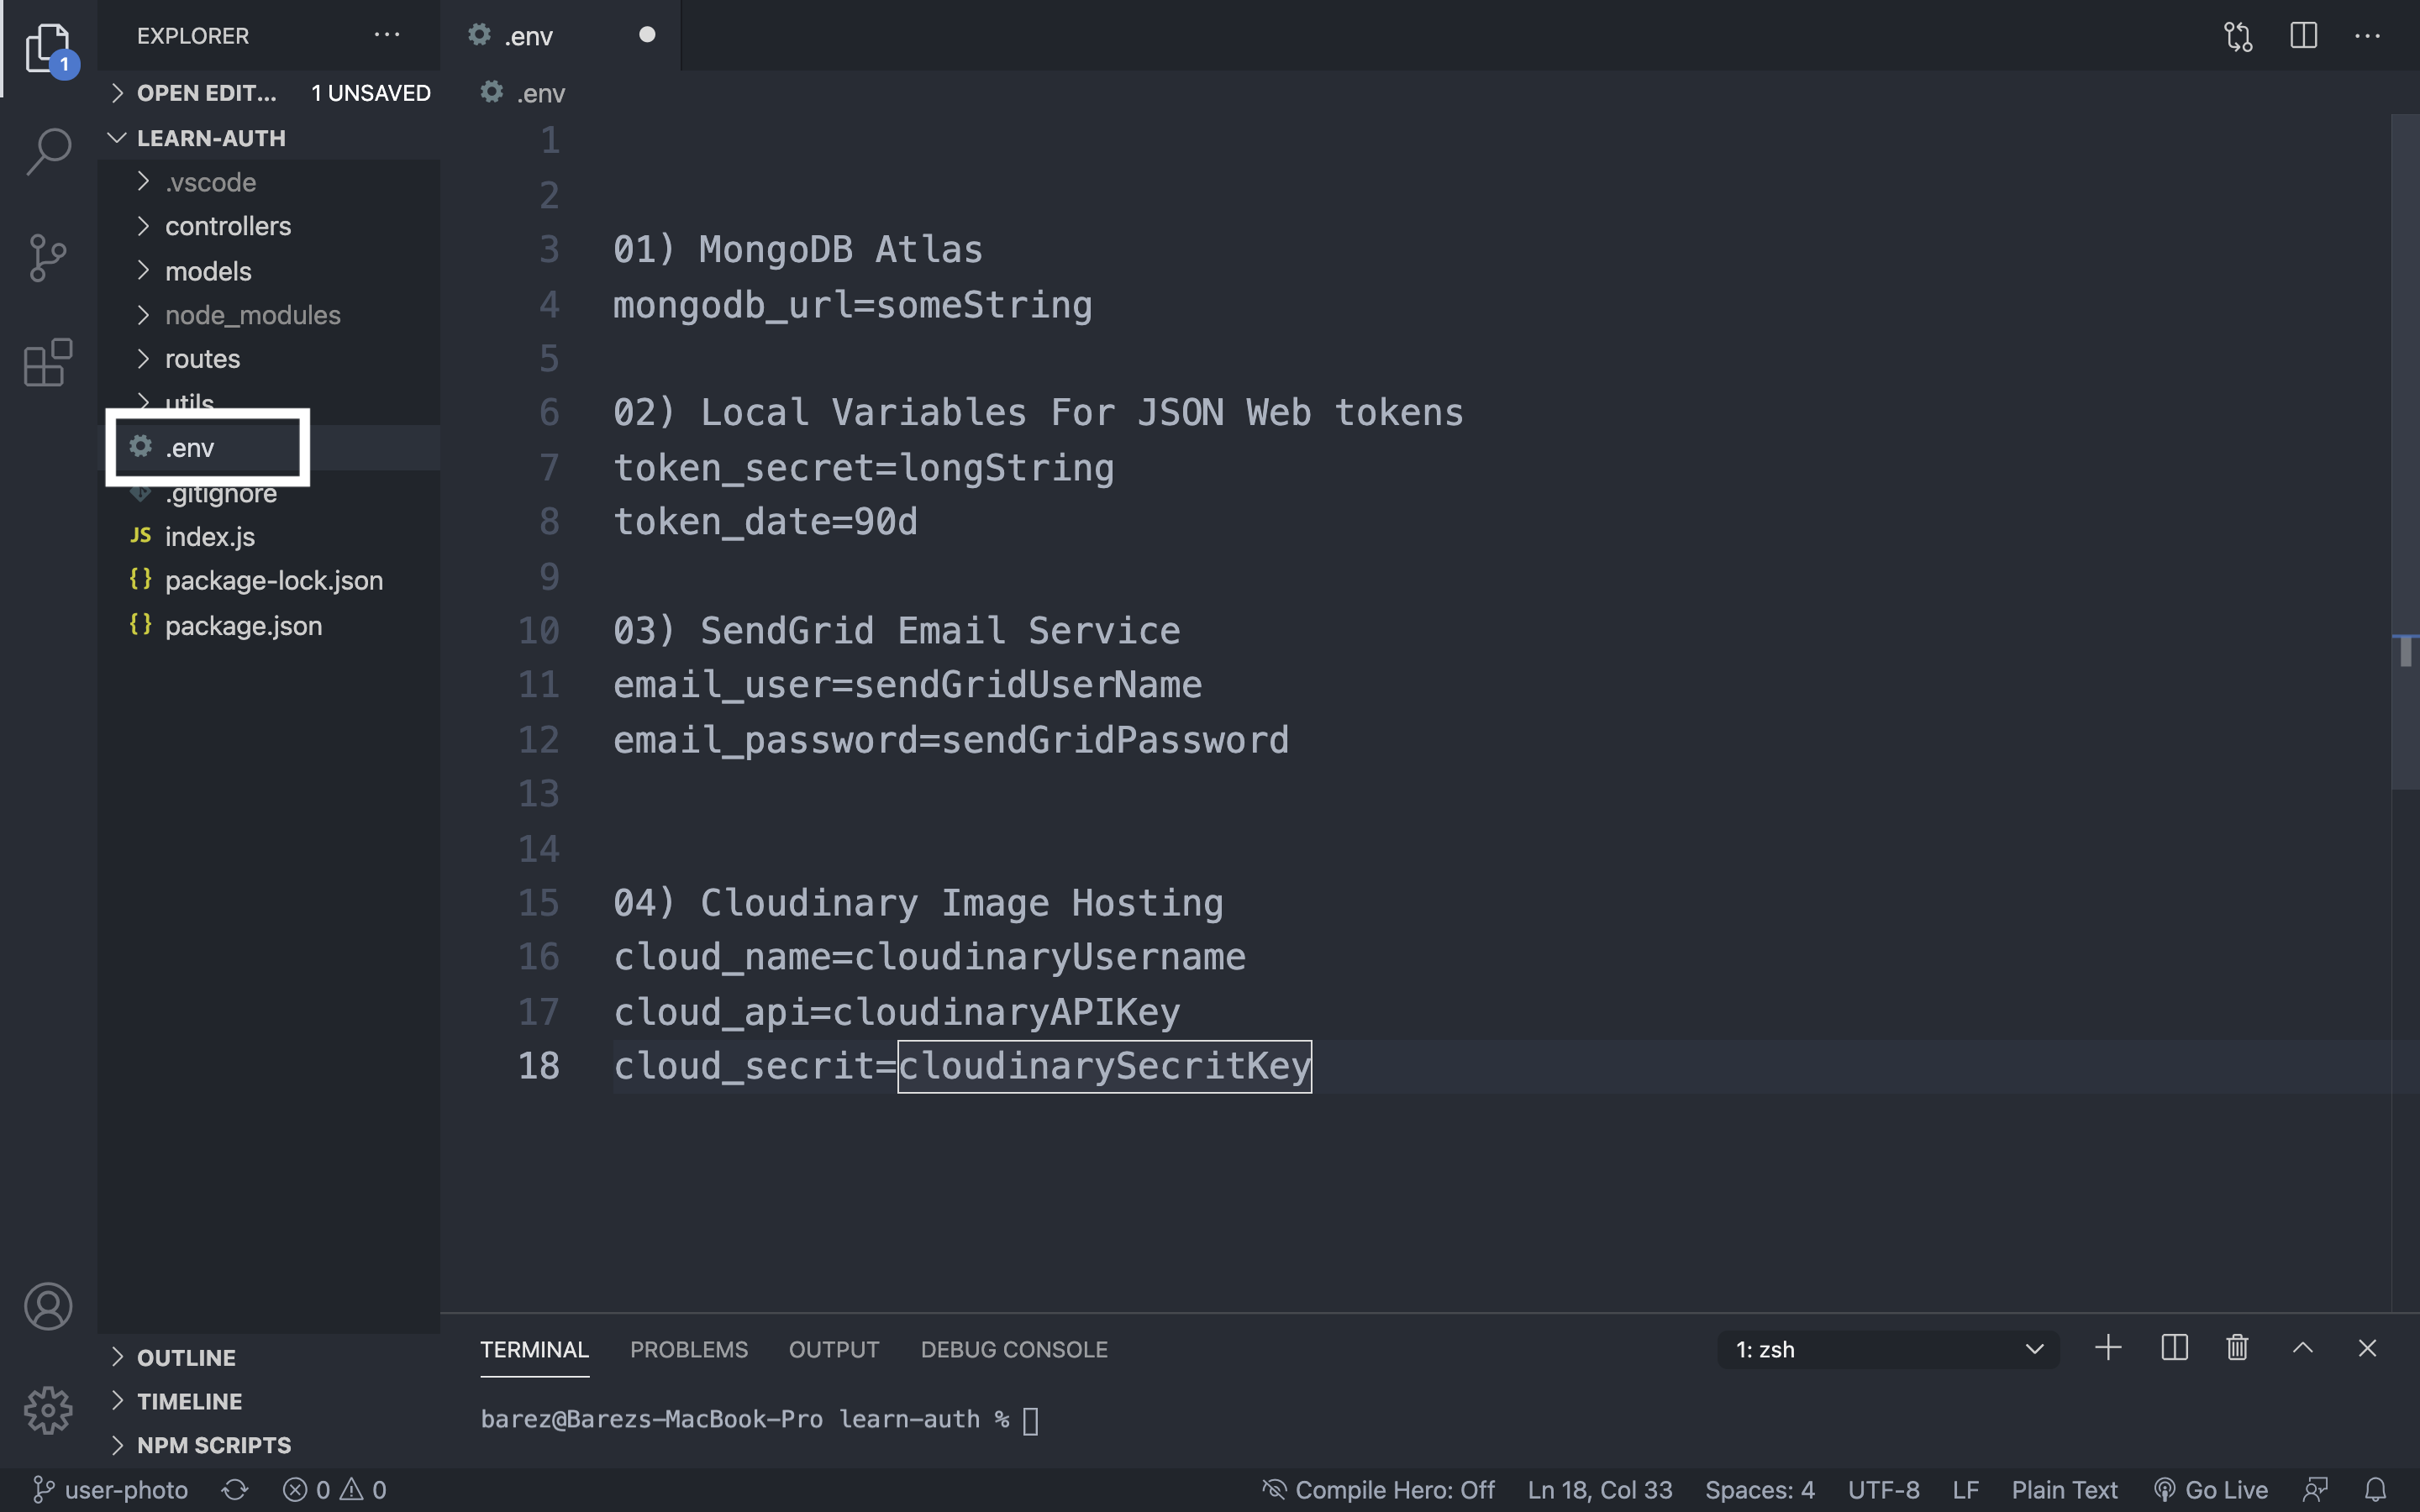 1
EXPLORER
OPEN EDIT... 1 UNSAVED
LEARN-AUTH
.vscode
controllers
models
node_modules
routes
utils
.env
.gitignore
JS index.js
{} package-lock.json
{} package.json
OUTLINE
TIMELINE
NPM SCRIPTS
.env
.env
1
2
3 01) MongoDB Atlas
4 mongodb_url=someString
5
6 02) Local Variables For JSON Web tokens
7 token_secret=longString
8 token_date=90d
9
10 03) SendGrid Email Service
11 email_user=sendGridUserName
12 email_password=sendGridPassword
13
14
15 04) Cloudinary Image Hosting
16 cloud_name=cloudinaryUsername
17 cloud_api=cloudinaryAPIKey
18 cloud_secrit=cloudinarySecritKey
TERMINAL PROBLEMS OUTPUT DEBUG CONSOLE 1: zsh
barez@Barezs-MacBook-Pro learn-auth %
user-photo 0 0 Compile Hero: Off Ln 18, Col 33 Spaces: 4 UTF-8 LF Plain Text Go Live